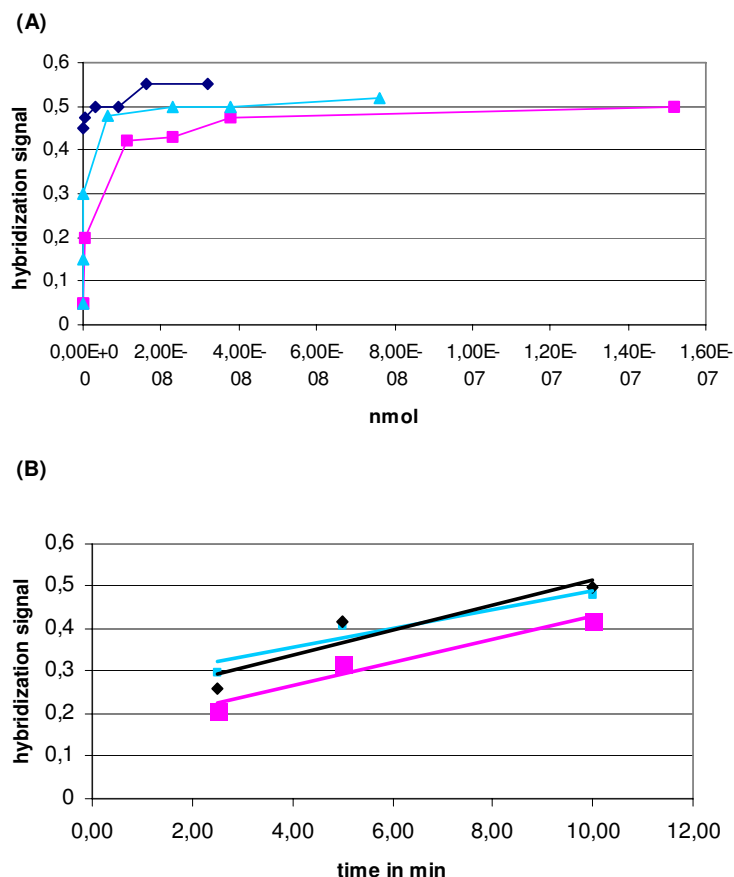 (A)
0,6
0,5
0,4
0,3
0,2
0,1
0
hybridization signal
0,00E+0 2,00E- 4,00E- 6,00E- 8,00E- 1,00E- 1,20E- 1,40E- 1,60E-
0 08 08 08 08 07 07 07 07
nmol
(B)
0,6
0,5
0,4
0,3
0,2
0,1
0
hybridization signal
0,00 2,00 4,00 6,00 8,00 10,00 12,00
time in min